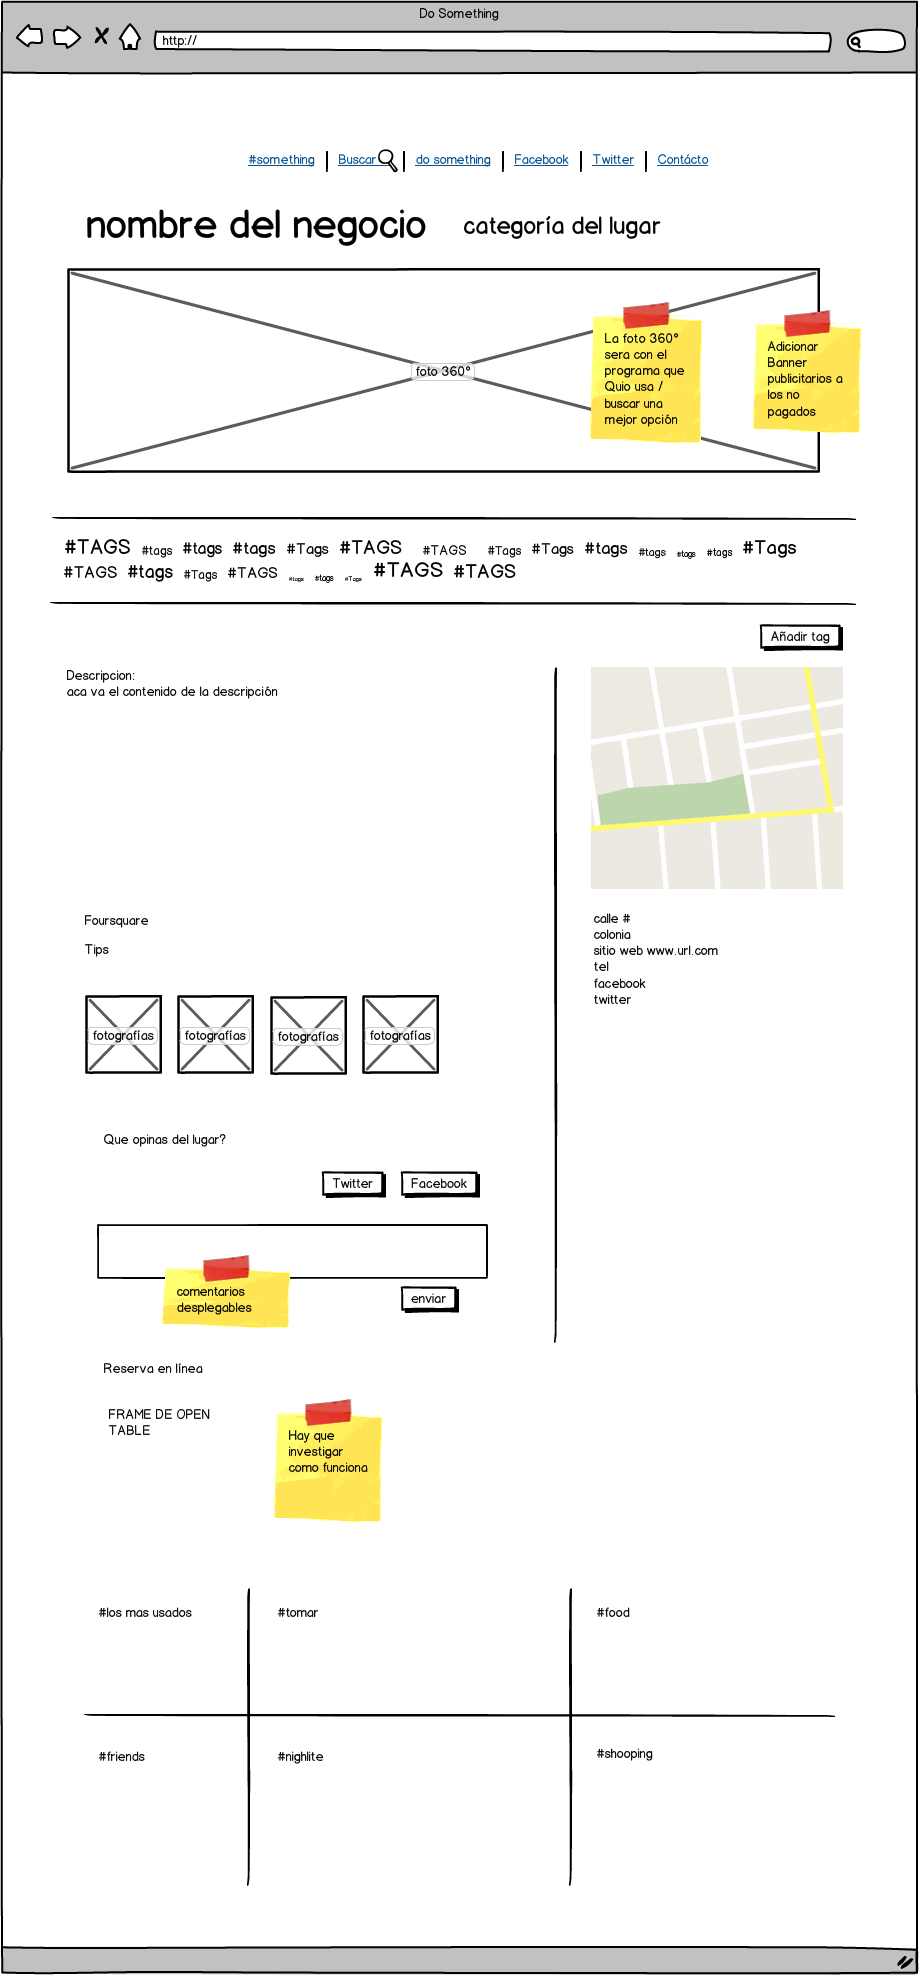 Do Something
http://
#something Buscar do something Facebook Twitter Contácto
nombre del negocio categoría del lugar
foto 360°
La foto 360°
sera con el
programa que
Quio usa /
buscar una
mejor opción
Adicionar
Banner
publicitarios a
los no
pagados
#TAGS #tags #tags #tags #Tags #TAGS #TAGS #Tags #Tags #tags #tags #tags #tags #Tags
#TAGS #tags #Tags #TAGS #tags #tags #Tags #TAGS #TAGS
Añadir tag
Descripcion:
aca va el contenido de la descripción
Foursquare
Tips
calle #
colonia
sitio web www.url.com
tel
facebook
twitter
fotografías fotografías fotografías fotografías
Que opinas del lugar?
Twitter Facebook
comentarios
desplegables
enviar
Reserva en línea
FRAME DE OPEN
TABLE
Hay que
investigar
como funciona
#los mas usados #tomar #food
#friends #nighlite #shooping